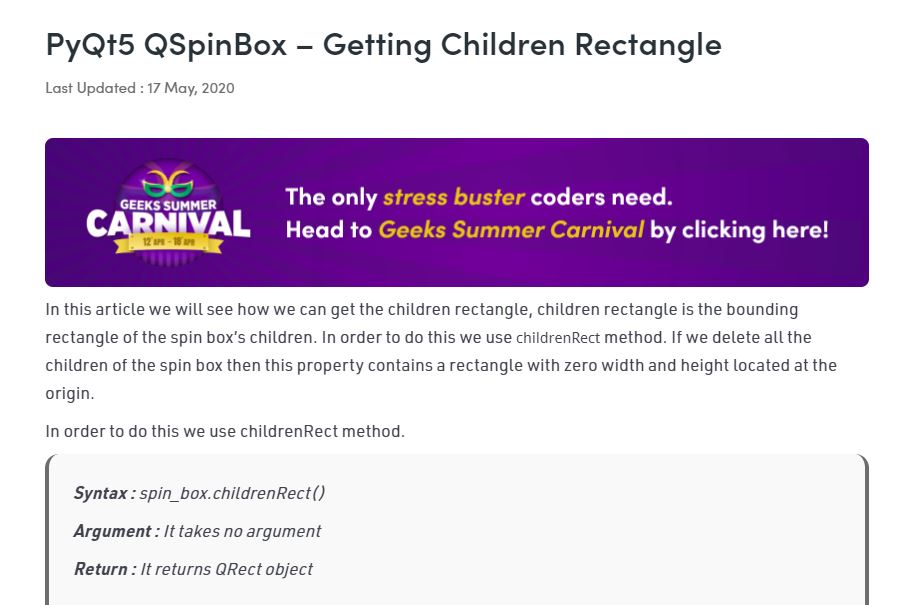 PyQt5 QSpinBox – Getting Children Rectangle
Last Updated : 17 May, 2020
GEEKS SUMMER
CARNIVAL
12 APR - 18 APR
The only stress buster coders need.
Head to Geeks Summer Carnival by clicking here!
In this article we will see how we can get the children rectangle, children rectangle is the bounding
rectangle of the spin box’s children. In order to do this we use childrenRect method. If we delete all the
children of the spin box then this property contains a rectangle with zero width and height located at the
origin.
In order to do this we use childrenRect method.
Syntax : spin_box.childrenRect()
Argument : It takes no argument
Return : It returns QRect object